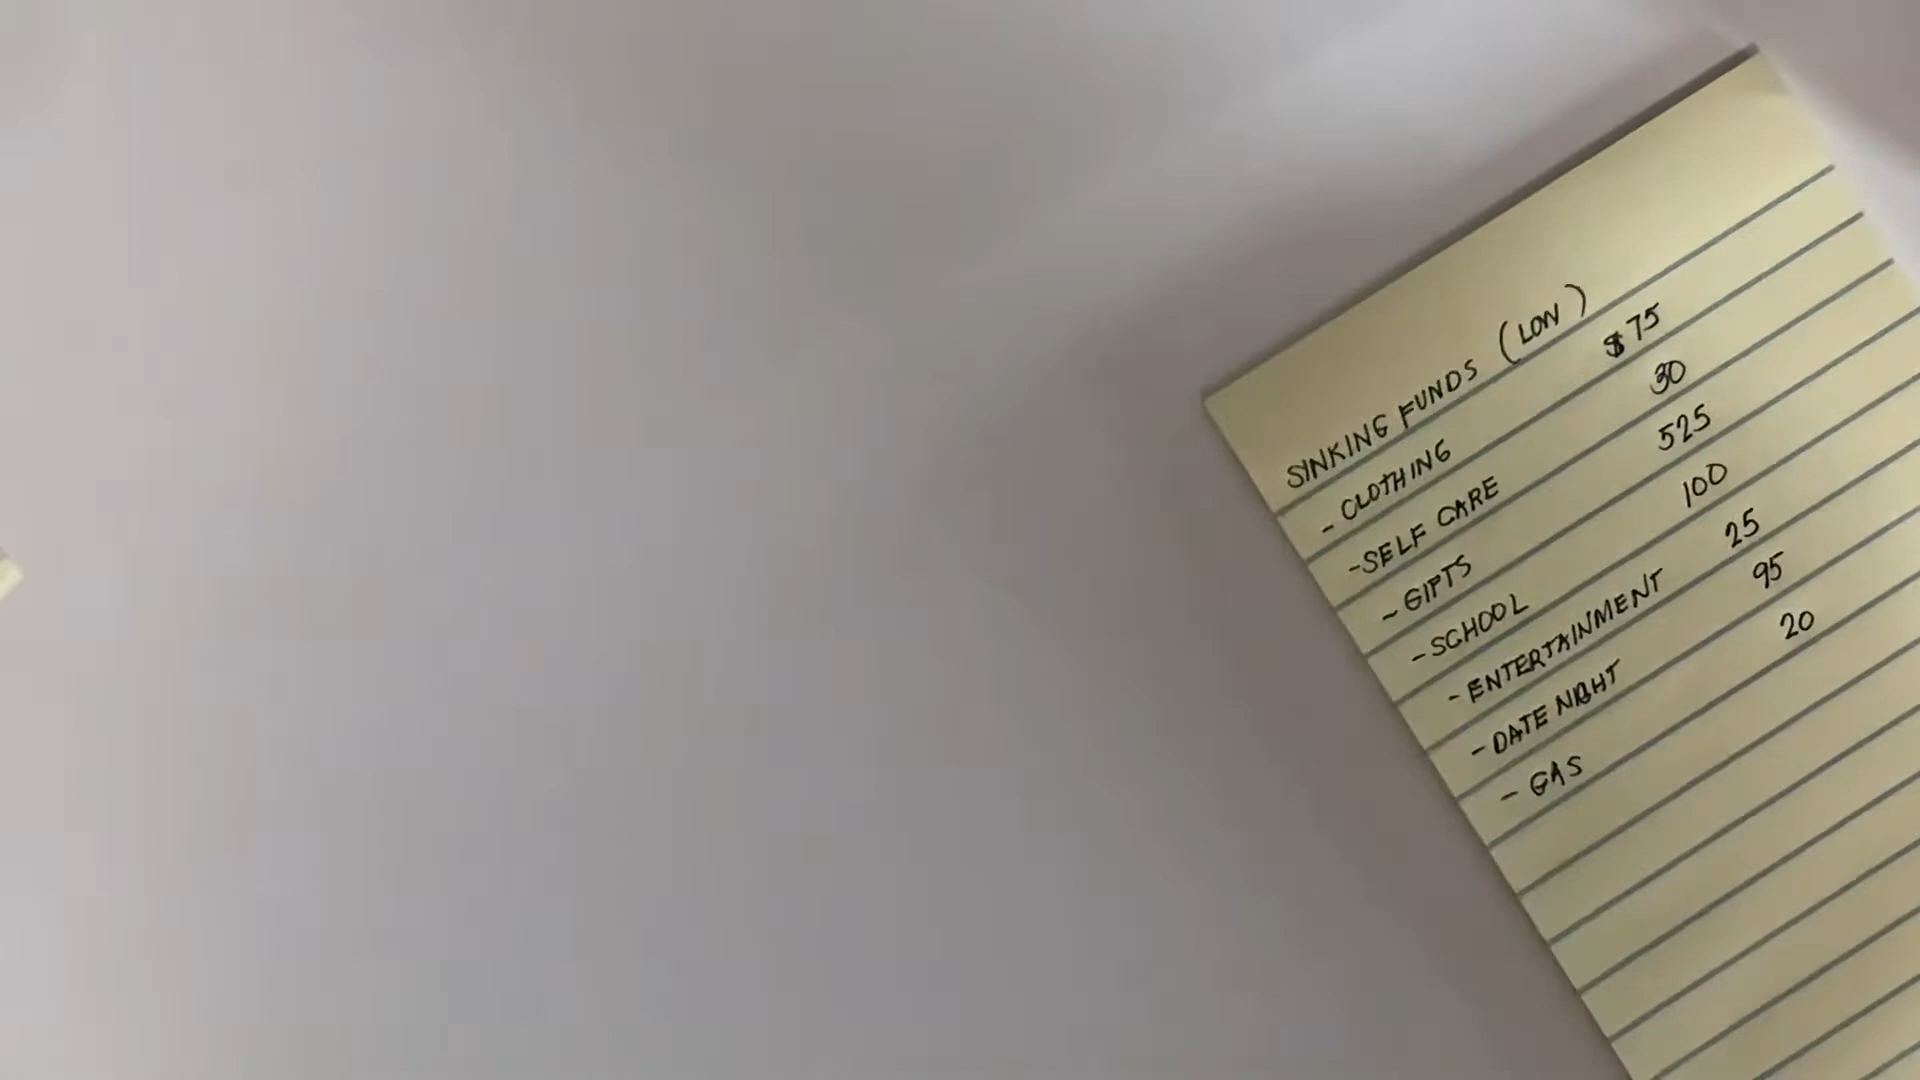 SINKING FUNDS (LOW)
- CLOTHING $75
- SELF CARE 30
- GIFTS 525
- SCHOOL 100
- ENTERTAINMENT 25
- DATE NIGHT 95
- GAS 20